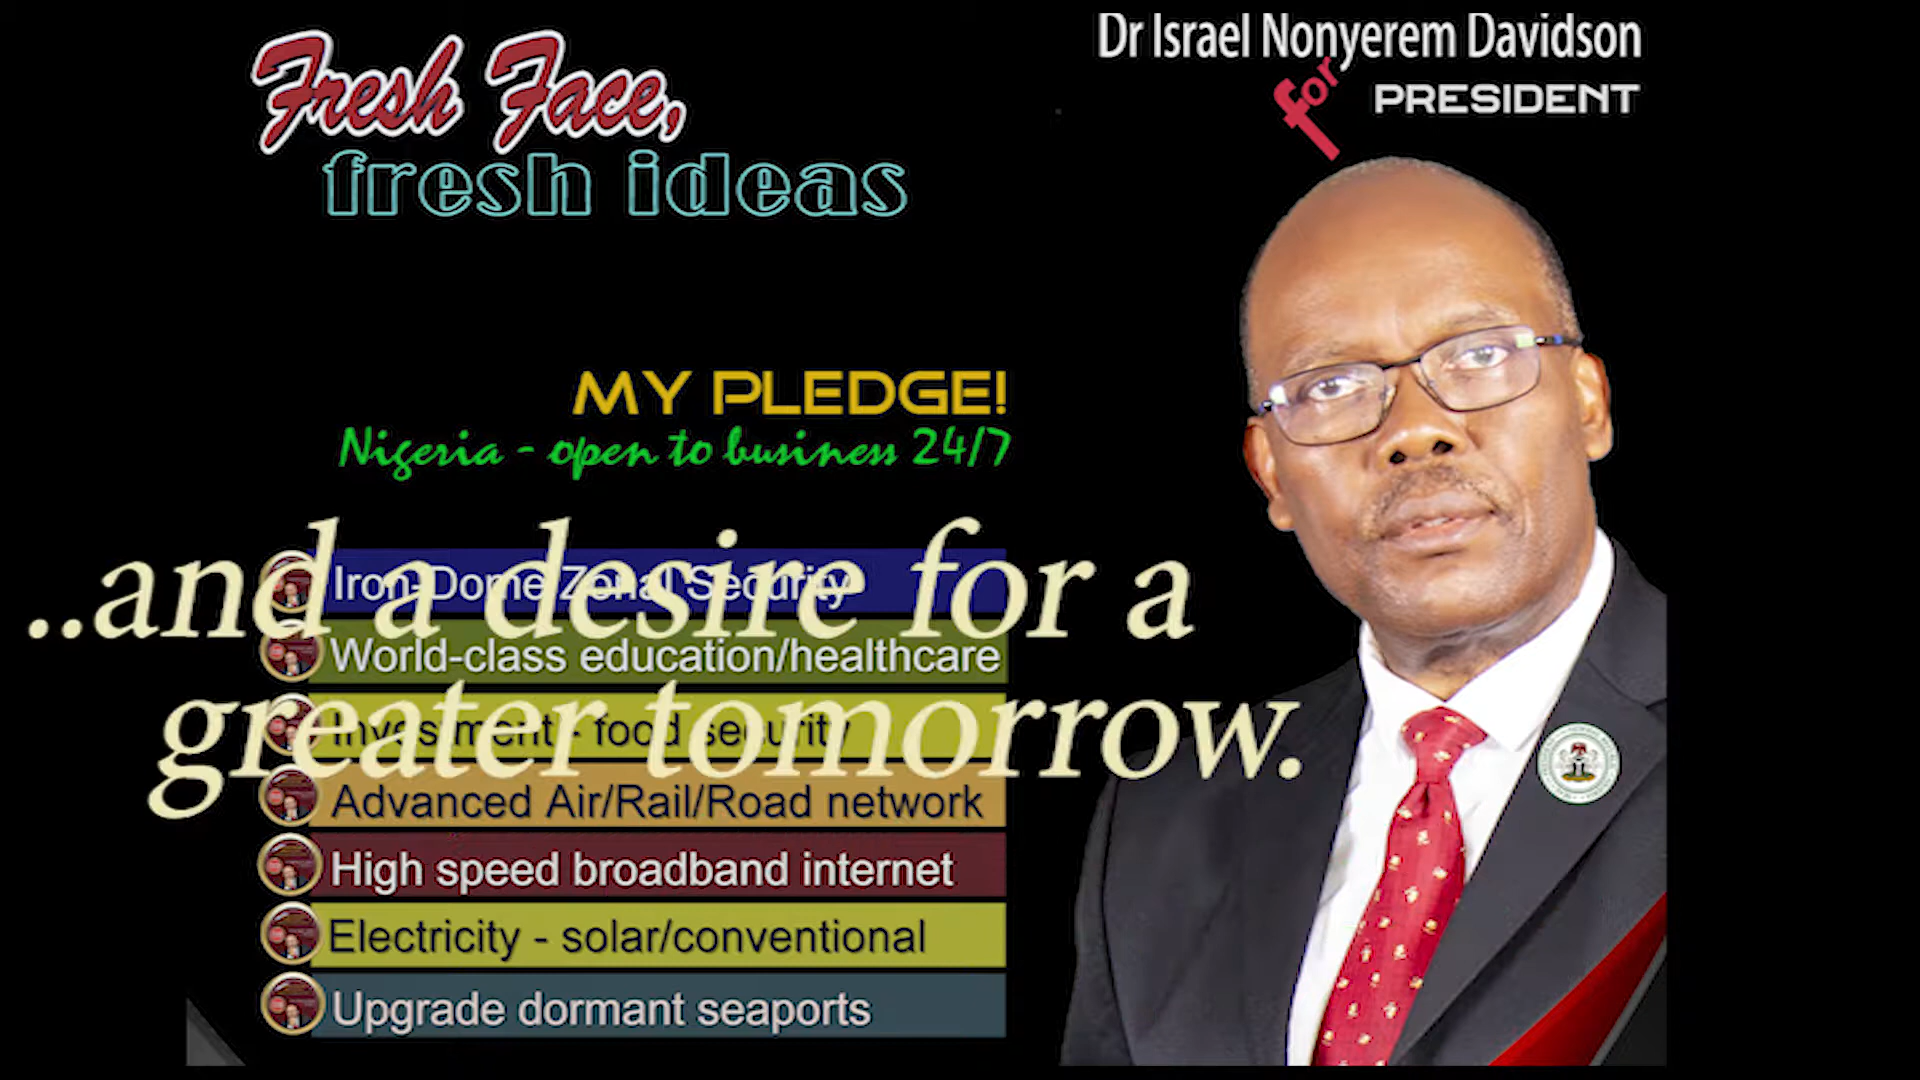 Fresh Face,
fresh ideas
Dr Israel Nonyerem Davidson
for PRESIDENT
MY PLEDGE!
Nigeria - open to business 24/7
..and a desire for a
greater tomorrow.
Iron-Dome Zonal Security
World-class education/healthcare
Investment - food security
Advanced Air/Rail/Road network
High speed broadband internet
Electricity - solar/conventional
Upgrade dormant seaports